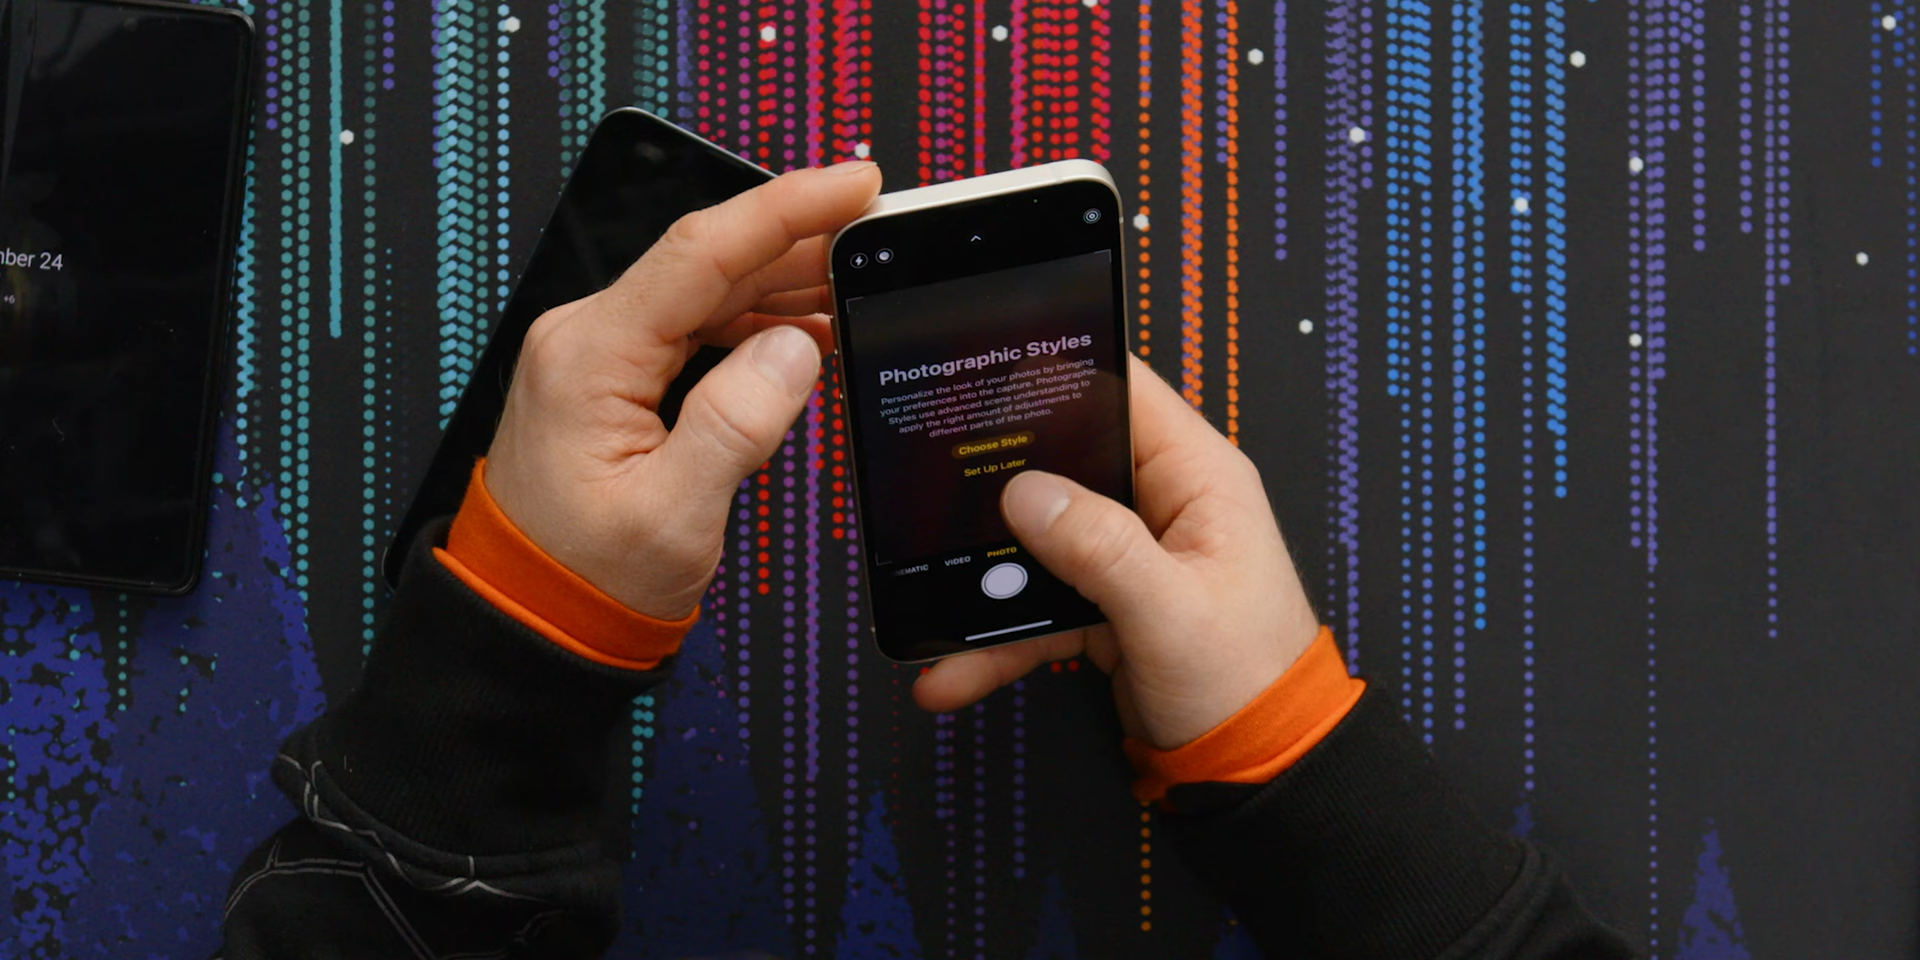 24
+6
Photographic Styles
Personalize the look of your photos by bringing
your preferences into the capture. Photographic
Styles use advanced scene understanding to
apply the right amount of adjustments to
different parts of the photo.
Choose Style
Set Up Later
VIDEO PHOTO